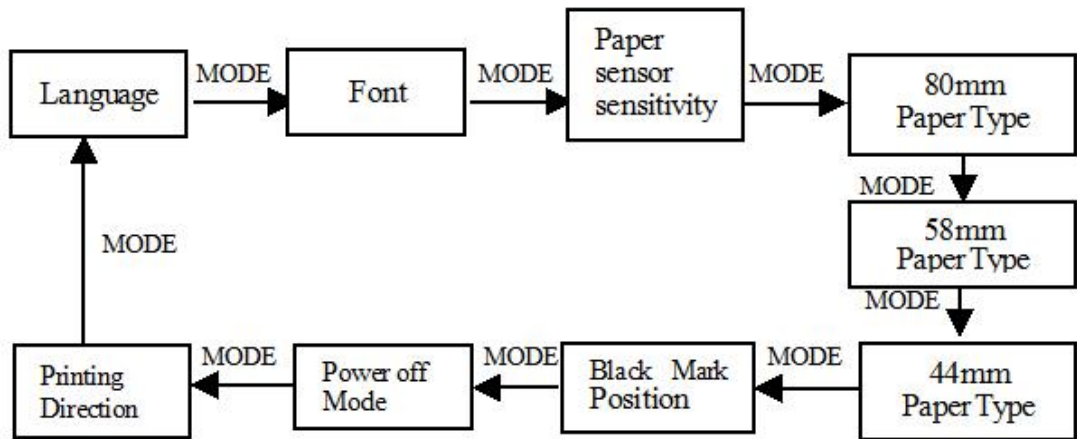 Language
MODE
Font
MODE
Paper
sensor
sensitivity
MODE
80mm
Paper Type
MODE
58mm
Paper Type
MODE
44mm
Paper Type
MODE
Black Mark
Position
MODE
Power off
Mode
MODE
Printing
Direction
MODE